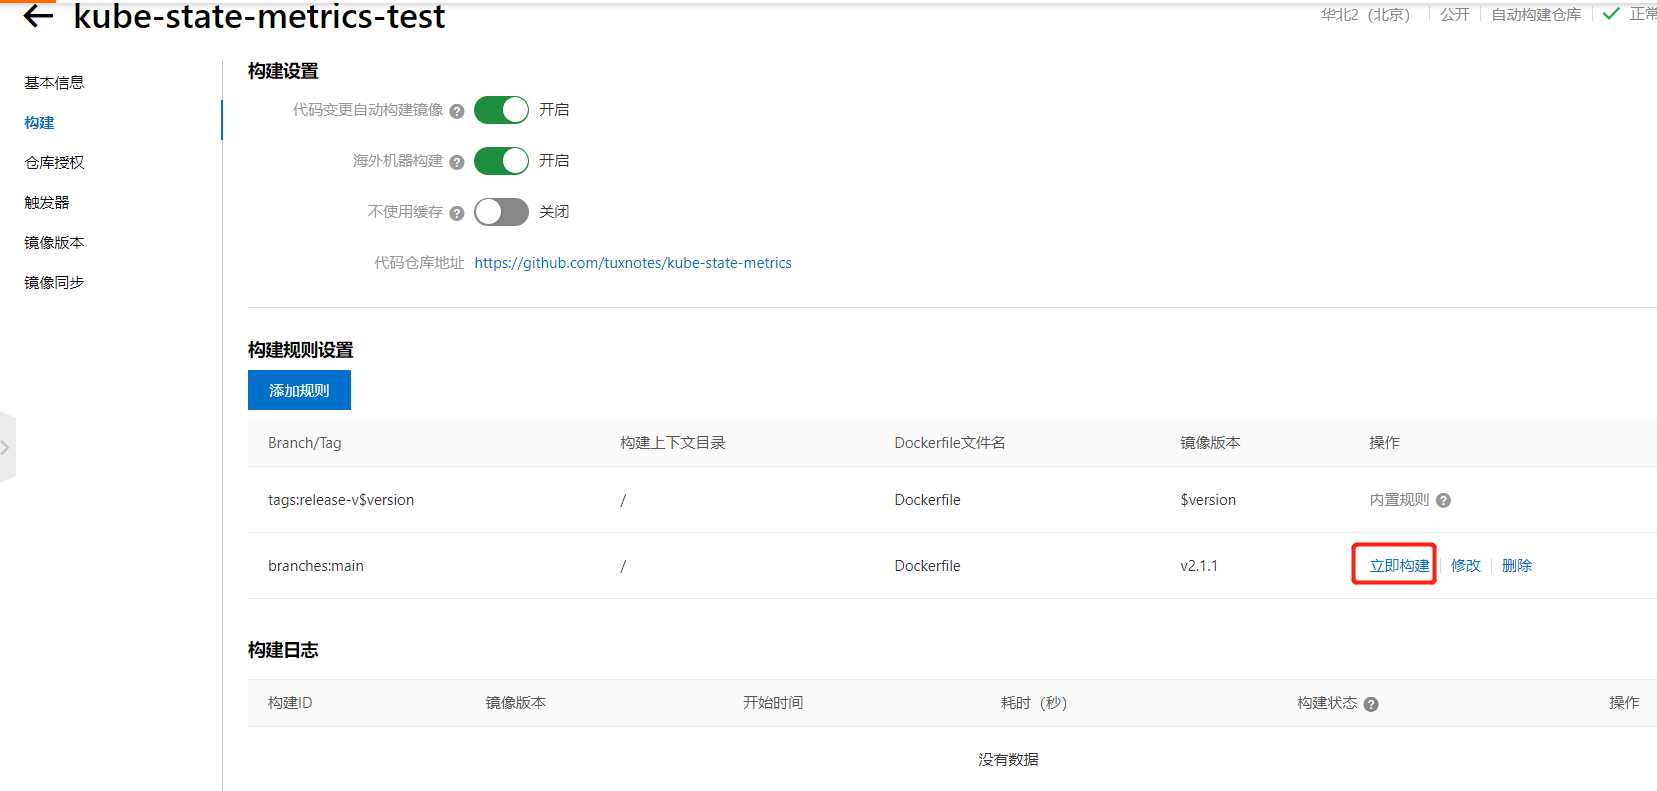 kube-state-metrics-test
华北2（北京） 公开 自动构建仓库 正常
基本信息
构建
仓库授权
触发器
镜像版本
镜像同步
构建设置
代码变更自动构建镜像 ? 开启
海外机器构建 ? 开启
不使用缓存 ? 关闭
代码仓库地址 https://github.com/tuxnotes/kube-state-metrics
构建规则设置
添加规则
Branch/Tag 构建上下文目录 Dockerfile文件名 镜像版本 操作
tags:release-v$version / Dockerfile $version 内置规则 ?
branches:main / Dockerfile v2.1.1 立即构建 修改 删除
构建日志
构建ID 镜像版本 开始时间 耗时（秒） 构建状态 ? 操作
没有数据